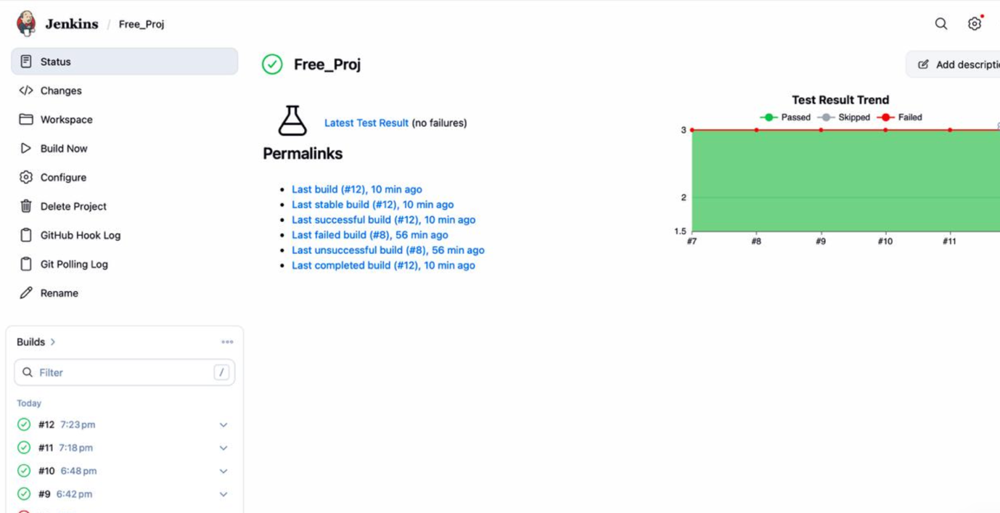 Jenkins / Free_Proj
Status
Changes
Workspace
Build Now
Configure
Delete Project
GitHub Hook Log
Git Polling Log
Rename
Builds
Filter /
Today
#12 7:23 pm
#11 7:18 pm
#10 6:48 pm
#9 6:42 pm
Free_Proj
Add descripti
Latest Test Result (no failures)
Permalinks
Last build (#12), 10 min ago
Last stable build (#12), 10 min ago
Last successful build (#12), 10 min ago
Last failed build (#8), 56 min ago
Last unsuccessful build (#8), 56 min ago
Last completed build (#12), 10 min ago
Test Result Trend
Passed Skipped Failed
3
2
1.5
#7 #8 #9 #10 #11